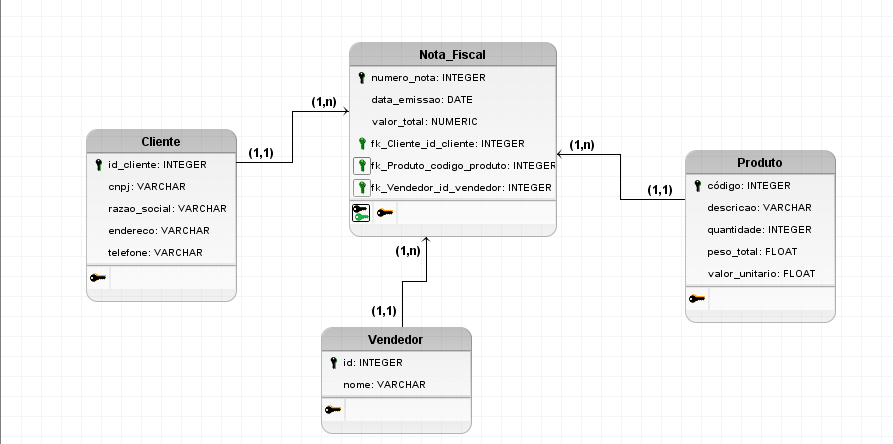 Nota_Fiscal
numero_nota: INTEGER
data_emissao: DATE
valor_total: NUMERIC
fk_Cliente_id_cliente: INTEGER
fk_Produto_codigo_produto: INTEGER
fk_Vendedor_id_vendedor: INTEGER
(1,n)
(1,1)
Cliente
id_cliente: INTEGER
cnpj: VARCHAR
razao_social: VARCHAR
endereco: VARCHAR
telefone: VARCHAR
(1,n)
(1,1)
Produto
código: INTEGER
descricao: VARCHAR
quantidade: INTEGER
peso_total: FLOAT
valor_unitario: FLOAT
(1,n)
(1,1)
Vendedor
id: INTEGER
nome: VARCHAR